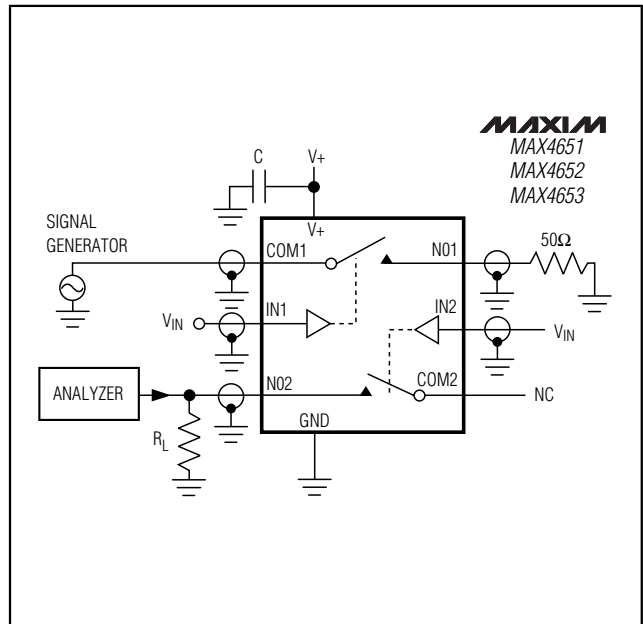 MAXIM
MAX4651
MAX4652
MAX4653
C
V+
V+
SIGNAL
GENERATOR
COM1
N01
50Ω
VIN
IN1
IN2
VIN
ANALYZER
N02
COM2
NC
RL
GND